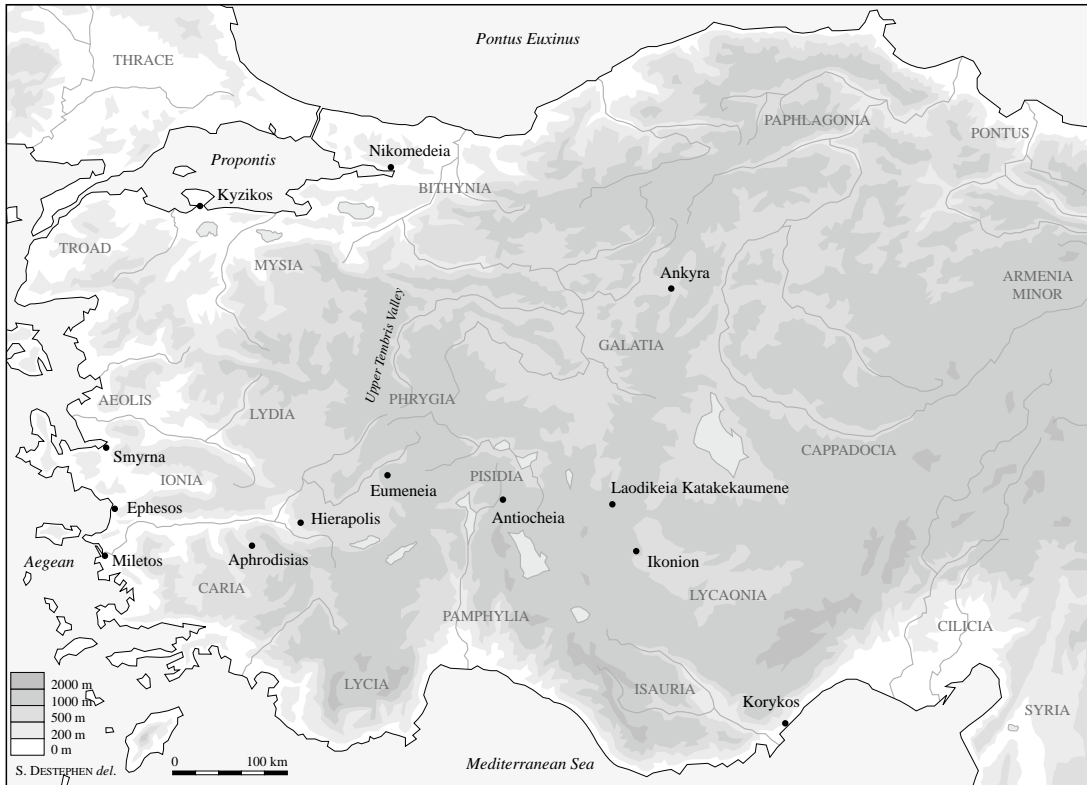 Pontus Euxinus
THRACE
PAPHLAGONIA
PONTUS
Nikomedeia
Propontis
BITHYNIA
Kyzikos
TROAD
MYSIA
Ankyra
ARMENIA
MINOR
Upper Tembris Valley
GALATIA
AEOLIS
PHRYGIA
LYDIA
CAPPADOCIA
Smyrna
IONIA
PISIDIA
Eumeneia
Laodikeia Katakekaumene
Ephesos
Hierapolis
Antiocheia
Aegean
Miletos
Aphrodisias
Ikonion
CARIA
LYCAONIA
PAMPHYLIA
CILICIA
LYCIA
ISAURIA
Korykos
SYRIA
2000 m
1000 m
500 m
200 m
0 m
S. DESTEPHEN del.
0 100 km
Mediterranean Sea